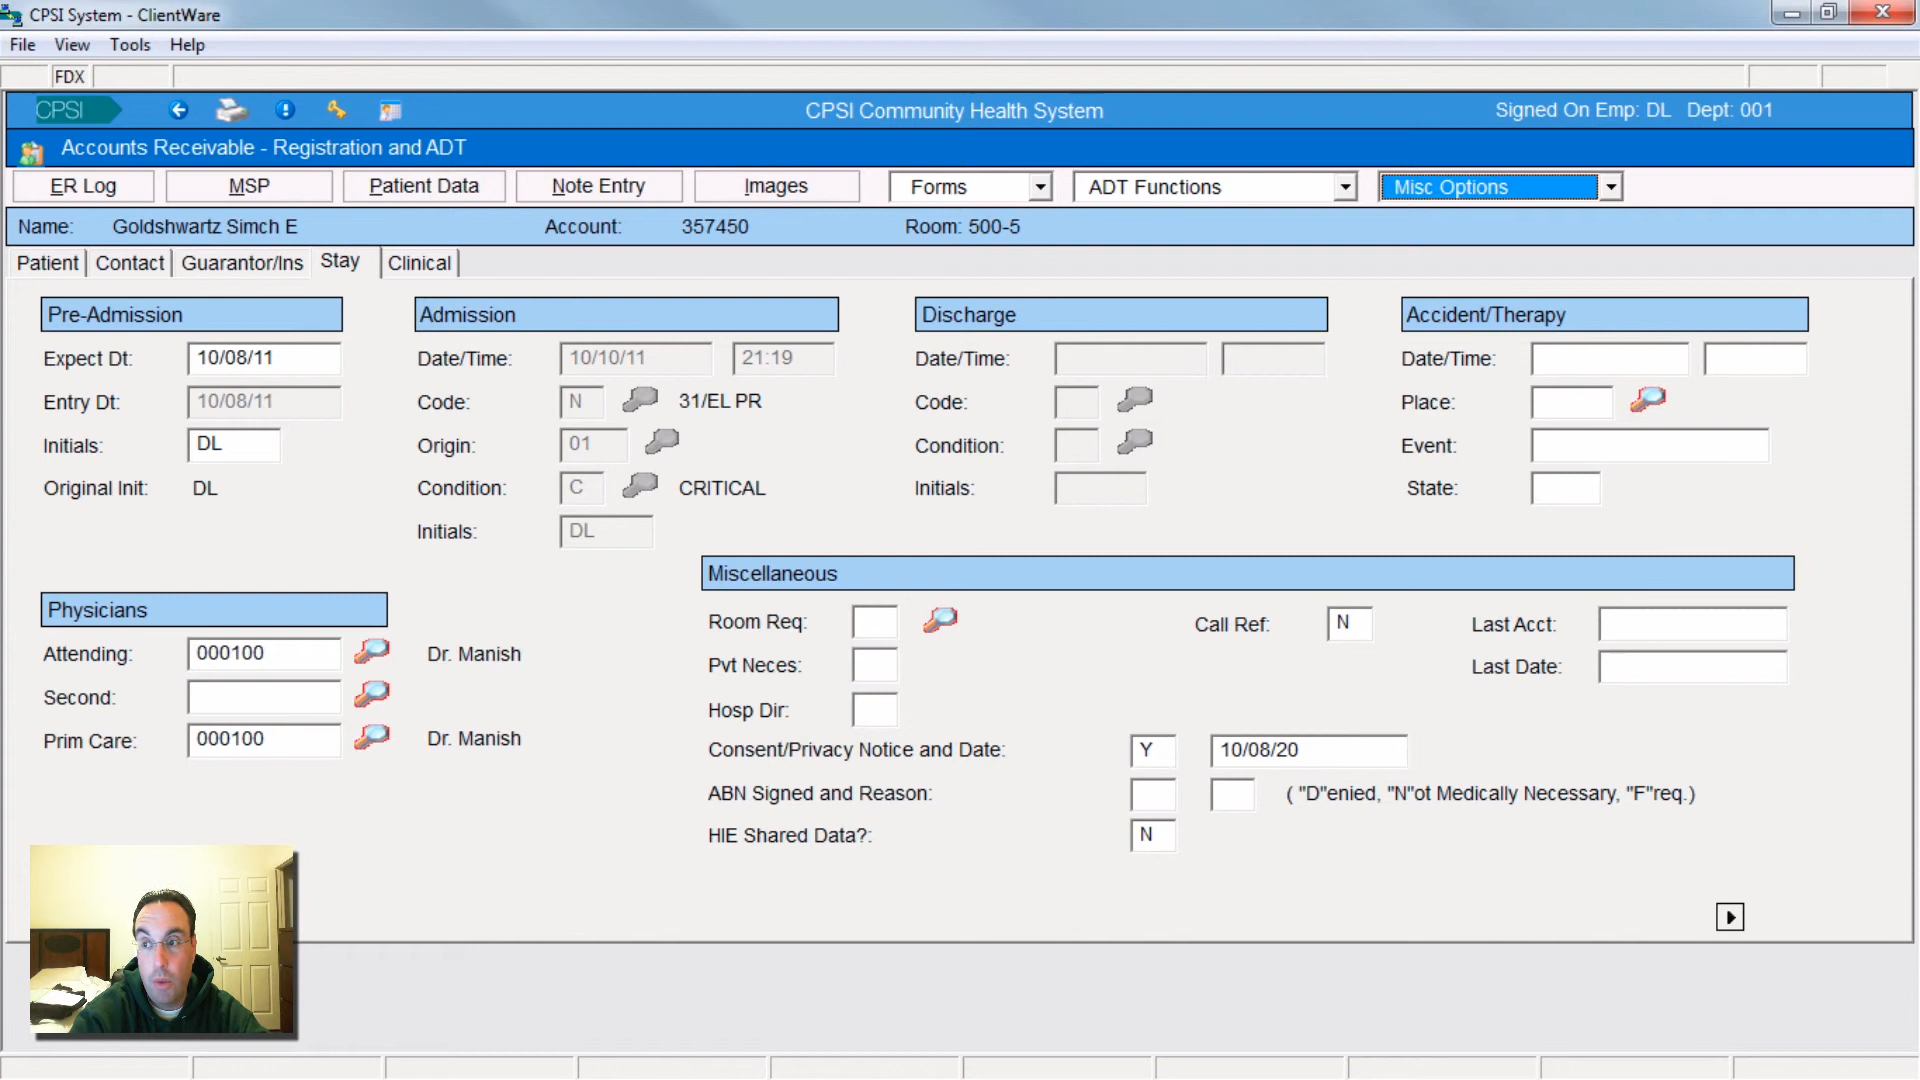 CPSI System - ClientWare
File View Tools Help
FDX
CPSI CPSI Community Health System Signed On Emp: DL Dept: 001
Accounts Receivable - Registration and ADT
ER Log MSP Patient Data Note Entry Images Forms ADT Functions Misc Options
Name: Goldshwartz Simch E Account: 357450 Room: 500-5
Patient Contact Guarantor/Ins Stay Clinical
Pre-Admission Admission Discharge Accident/Therapy
Expect Dt: 10/08/11 Date/Time: 10/10/11 21:19 Date/Time: Date/Time:
Entry Dt: 10/08/11 Code: N 31/EL PR Code: Place:
Initials: DL Origin: 01 Condition: Event:
Original Init: DL Condition: C CRITICAL Initials: State:
Initials: DL
Miscellaneous
Physicians
Room Req: Call Ref: N Last Acct:
Attending: 000100 Dr. Manish Pvt Neces: Last Date:
Second: Hosp Dir:
Prim Care: 000100 Dr. Manish Consent/Privacy Notice and Date: Y 10/08/20
ABN Signed and Reason: ( "D"enied, "N"ot Medically Necessary, "F"req.)
HIE Shared Data?: N